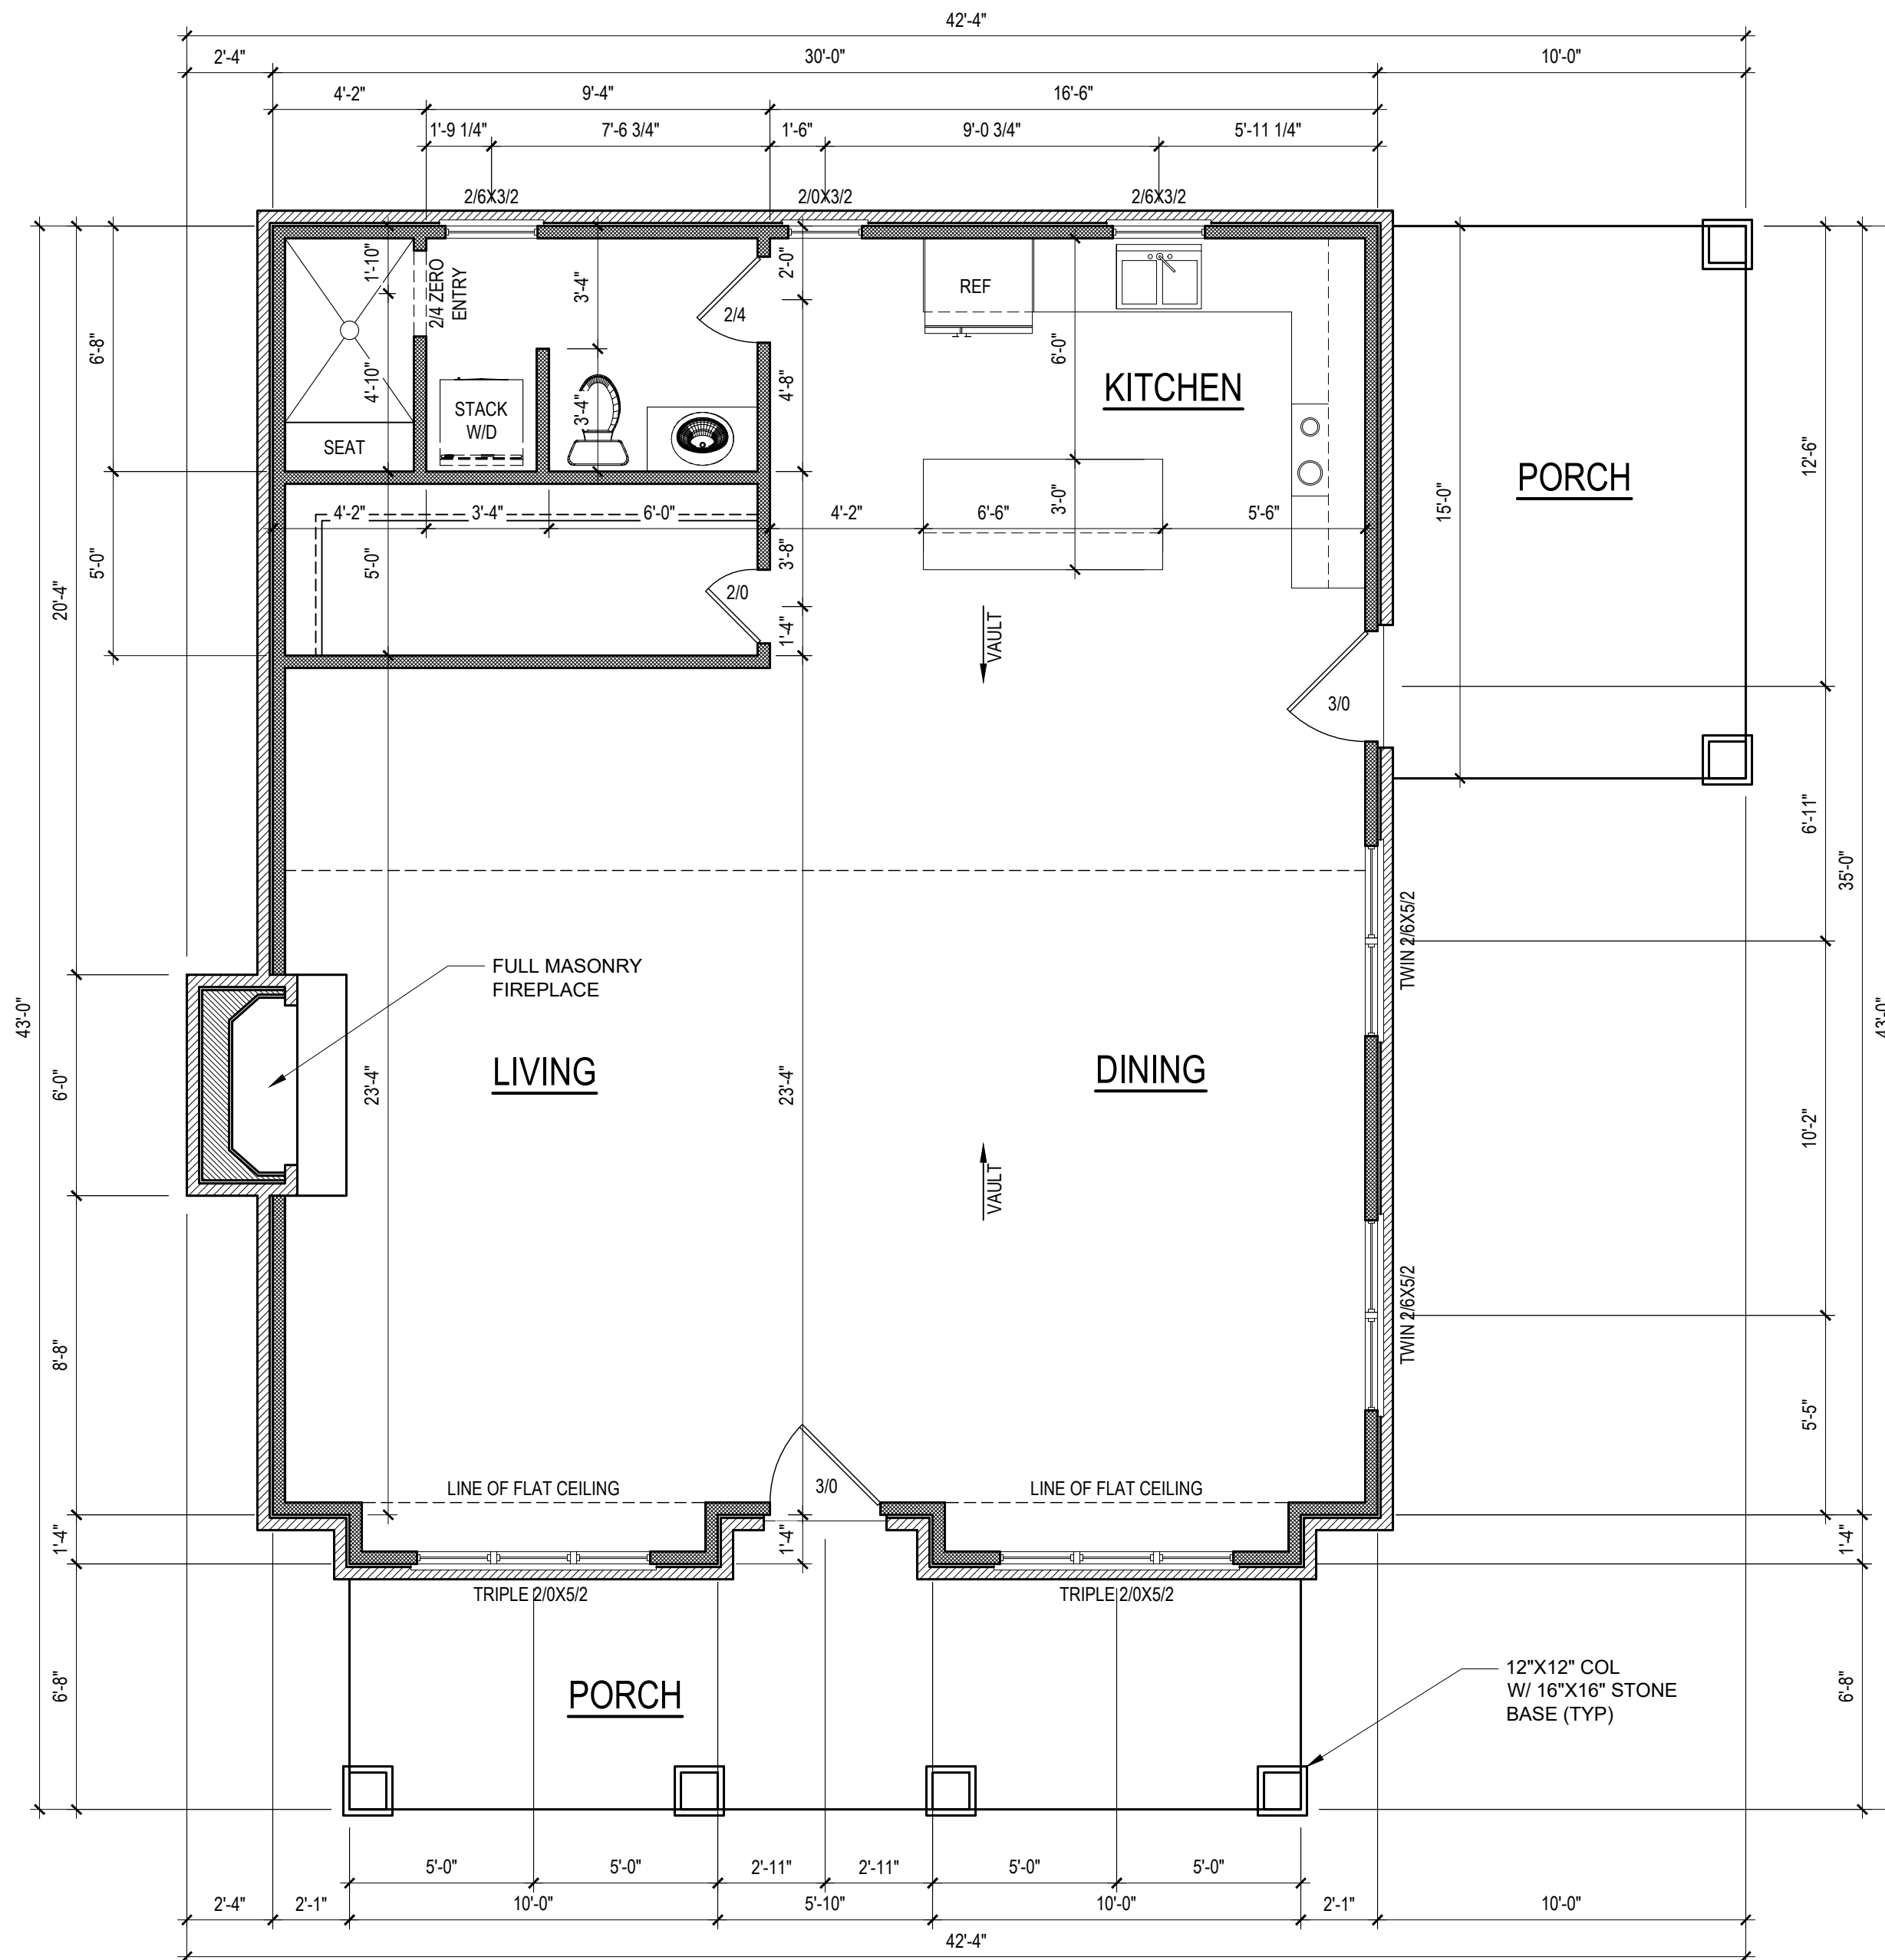 42'-4"
2'-4" 30'-0" 10'-0"
4'-2" 9'-4" 16'-6"
1'-9 1/4" 7'-6 3/4" 1'-6" 9'-0 3/4" 5'-11 1/4"
2/6X3/2 2/0X3/2 2/6X3/2
1'-10"
2/4 ZERO
ENTRY
3'-4"
2'-0"
2/4
REF
6'-8"
4'-10"
3'-4"
4'-8"
6'-0"
KITCHEN
STACK
W/D
SEAT
12'-6"
PORCH
15'-0"
3'-0"
4'-2" 3'-4" 6'-0" 4'-2" 6'-6" 5'-6"
5'-0"
5'-0"
3'-8"
2/0
20'-4"
1'-4"
VAULT
3/0
6'-11"
35'-0"
TWIN 2/6X5/2
FULL MASONRY
FIREPLACE
43'-0"
43'-0"
6'-0"
23'-4"
LIVING
23'-4"
DINING
10'-2"
VAULT
TWIN 2/6X5/2
8'-8"
5'-5"
LINE OF FLAT CEILING
3/0
LINE OF FLAT CEILING
1'-4"
1'-4"
1'-4"
TRIPLE 2/0X5/2
TRIPLE 2/0X5/2
6'-8"
PORCH
12"X12" COL
W/ 16"X16" STONE
BASE (TYP)
6'-8"
5'-0" 5'-0" 2'-11" 2'-11" 5'-0" 5'-0"
2'-4" 2'-1" 10'-0" 5'-10" 10'-0" 2'-1" 10'-0"
42'-4"